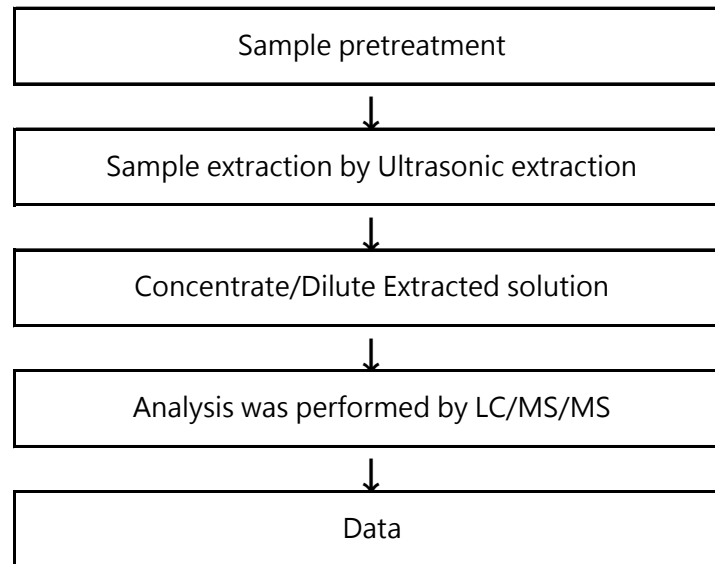 Sample pretreatment
↓
Sample extraction by Ultrasonic extraction
↓
Concentrate/Dilute Extracted solution
↓
Analysis was performed by LC/MS/MS
↓
Data